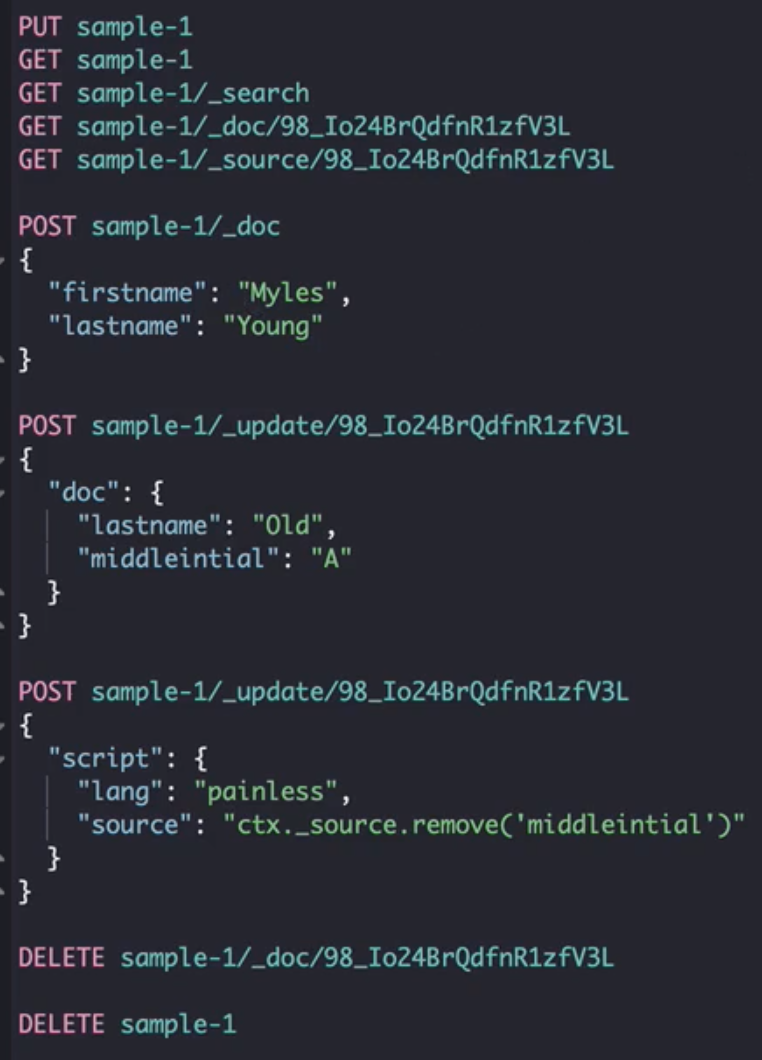 PUT sample-1
GET sample-1
GET sample-1/_search
GET sample-1/_doc/98_Io24BrQdfnR1zfV3L
GET sample-1/_source/98_Io24BrQdfnR1zfV3L
POST sample-1/_doc
{
"firstname": "Myles",
"lastname": "Young"
}
POST sample-1/_update/98_Io24BrQdfnR1zfV3L
{
"doc": {
"lastname": "Old",
"middleintial": "A"
}
}
POST sample-1/_update/98_Io24BrQdfnR1zfV3L
{
"script": {
"lang": "painless",
"source": "ctx._source.remove('middleintial')"
}
}
DELETE sample-1/_doc/98_Io24BrQdfnR1zfV3L
DELETE sample-1